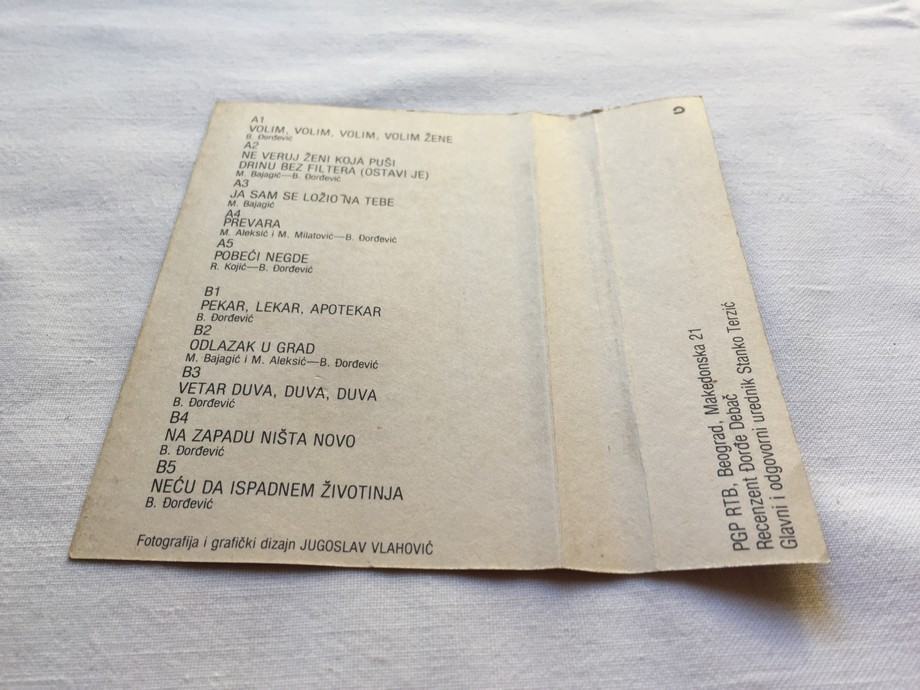 A1
VOLIM, VOLIM, VOLIM, VOLIM ŽENE
B. Đorđević
A2
NE VERUJ ŽENI KOJA PUŠI
DRINU BEZ FILTERA (OSTAVI JE)
M. Bajagić—B. Đorđević
A3
JA SAM SE LOŽIO NA TEBE
M. Bajagić
A4
PREVARA
M. Aleksić i M. Milatović—B. Đorđević
A5
POBEĆI NEGDE
R. Kojić—B. Đorđević
B1
PEKAR, LEKAR, APOTEKAR
B. Đorđević
B2
ODLAZAK U GRAD
M. Bajagić i M. Aleksić—B. Đorđević
B3
VETAR DUVA, DUVA, DUVA
B. Đorđević
B4
NA ZAPADU NIŠTA NOVO
B. Đorđević
B5
NEĆU DA ISPADNEM ŽIVOTINJA
B. Đorđević
Fotografija i grafički dizajn JUGOSLAV VLAHOVIĆ
PGP RTB, Beograd, Makedonska 21
Recenzent Đorđe Debač
Glavni i odgovorni urednik Stanko Terzić